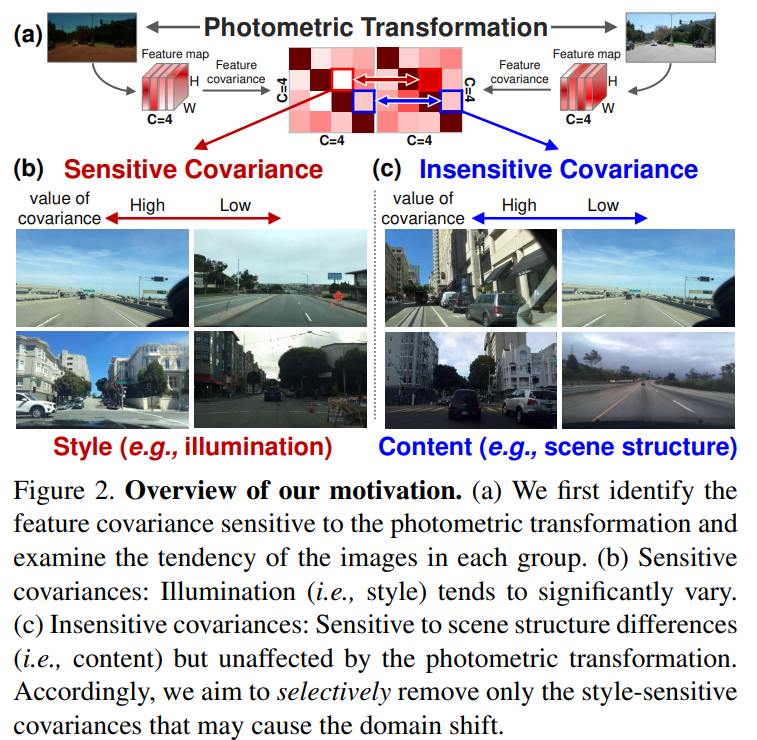 (a) Photometric Transformation
Feature map
Feature covariance
C=4
H
W
C=4
C=4
C=4
C=4
Feature covariance
Feature map
H
W
C=4
(b) Sensitive Covariance
value of covariance High Low
Style (e.g., illumination)
(c) Insensitive Covariance
value of covariance High Low
Content (e.g., scene structure)
Figure 2. Overview of our motivation. (a) We first identify the
feature covariance sensitive to the photometric transformation and
examine the tendency of the images in each group. (b) Sensitive
covariances: Illumination (i.e., style) tends to significantly vary.
(c) Insensitive covariances: Sensitive to scene structure differences
(i.e., content) but unaffected by the photometric transformation.
Accordingly, we aim to selectively remove only the style-sensitive
covariances that may cause the domain shift.